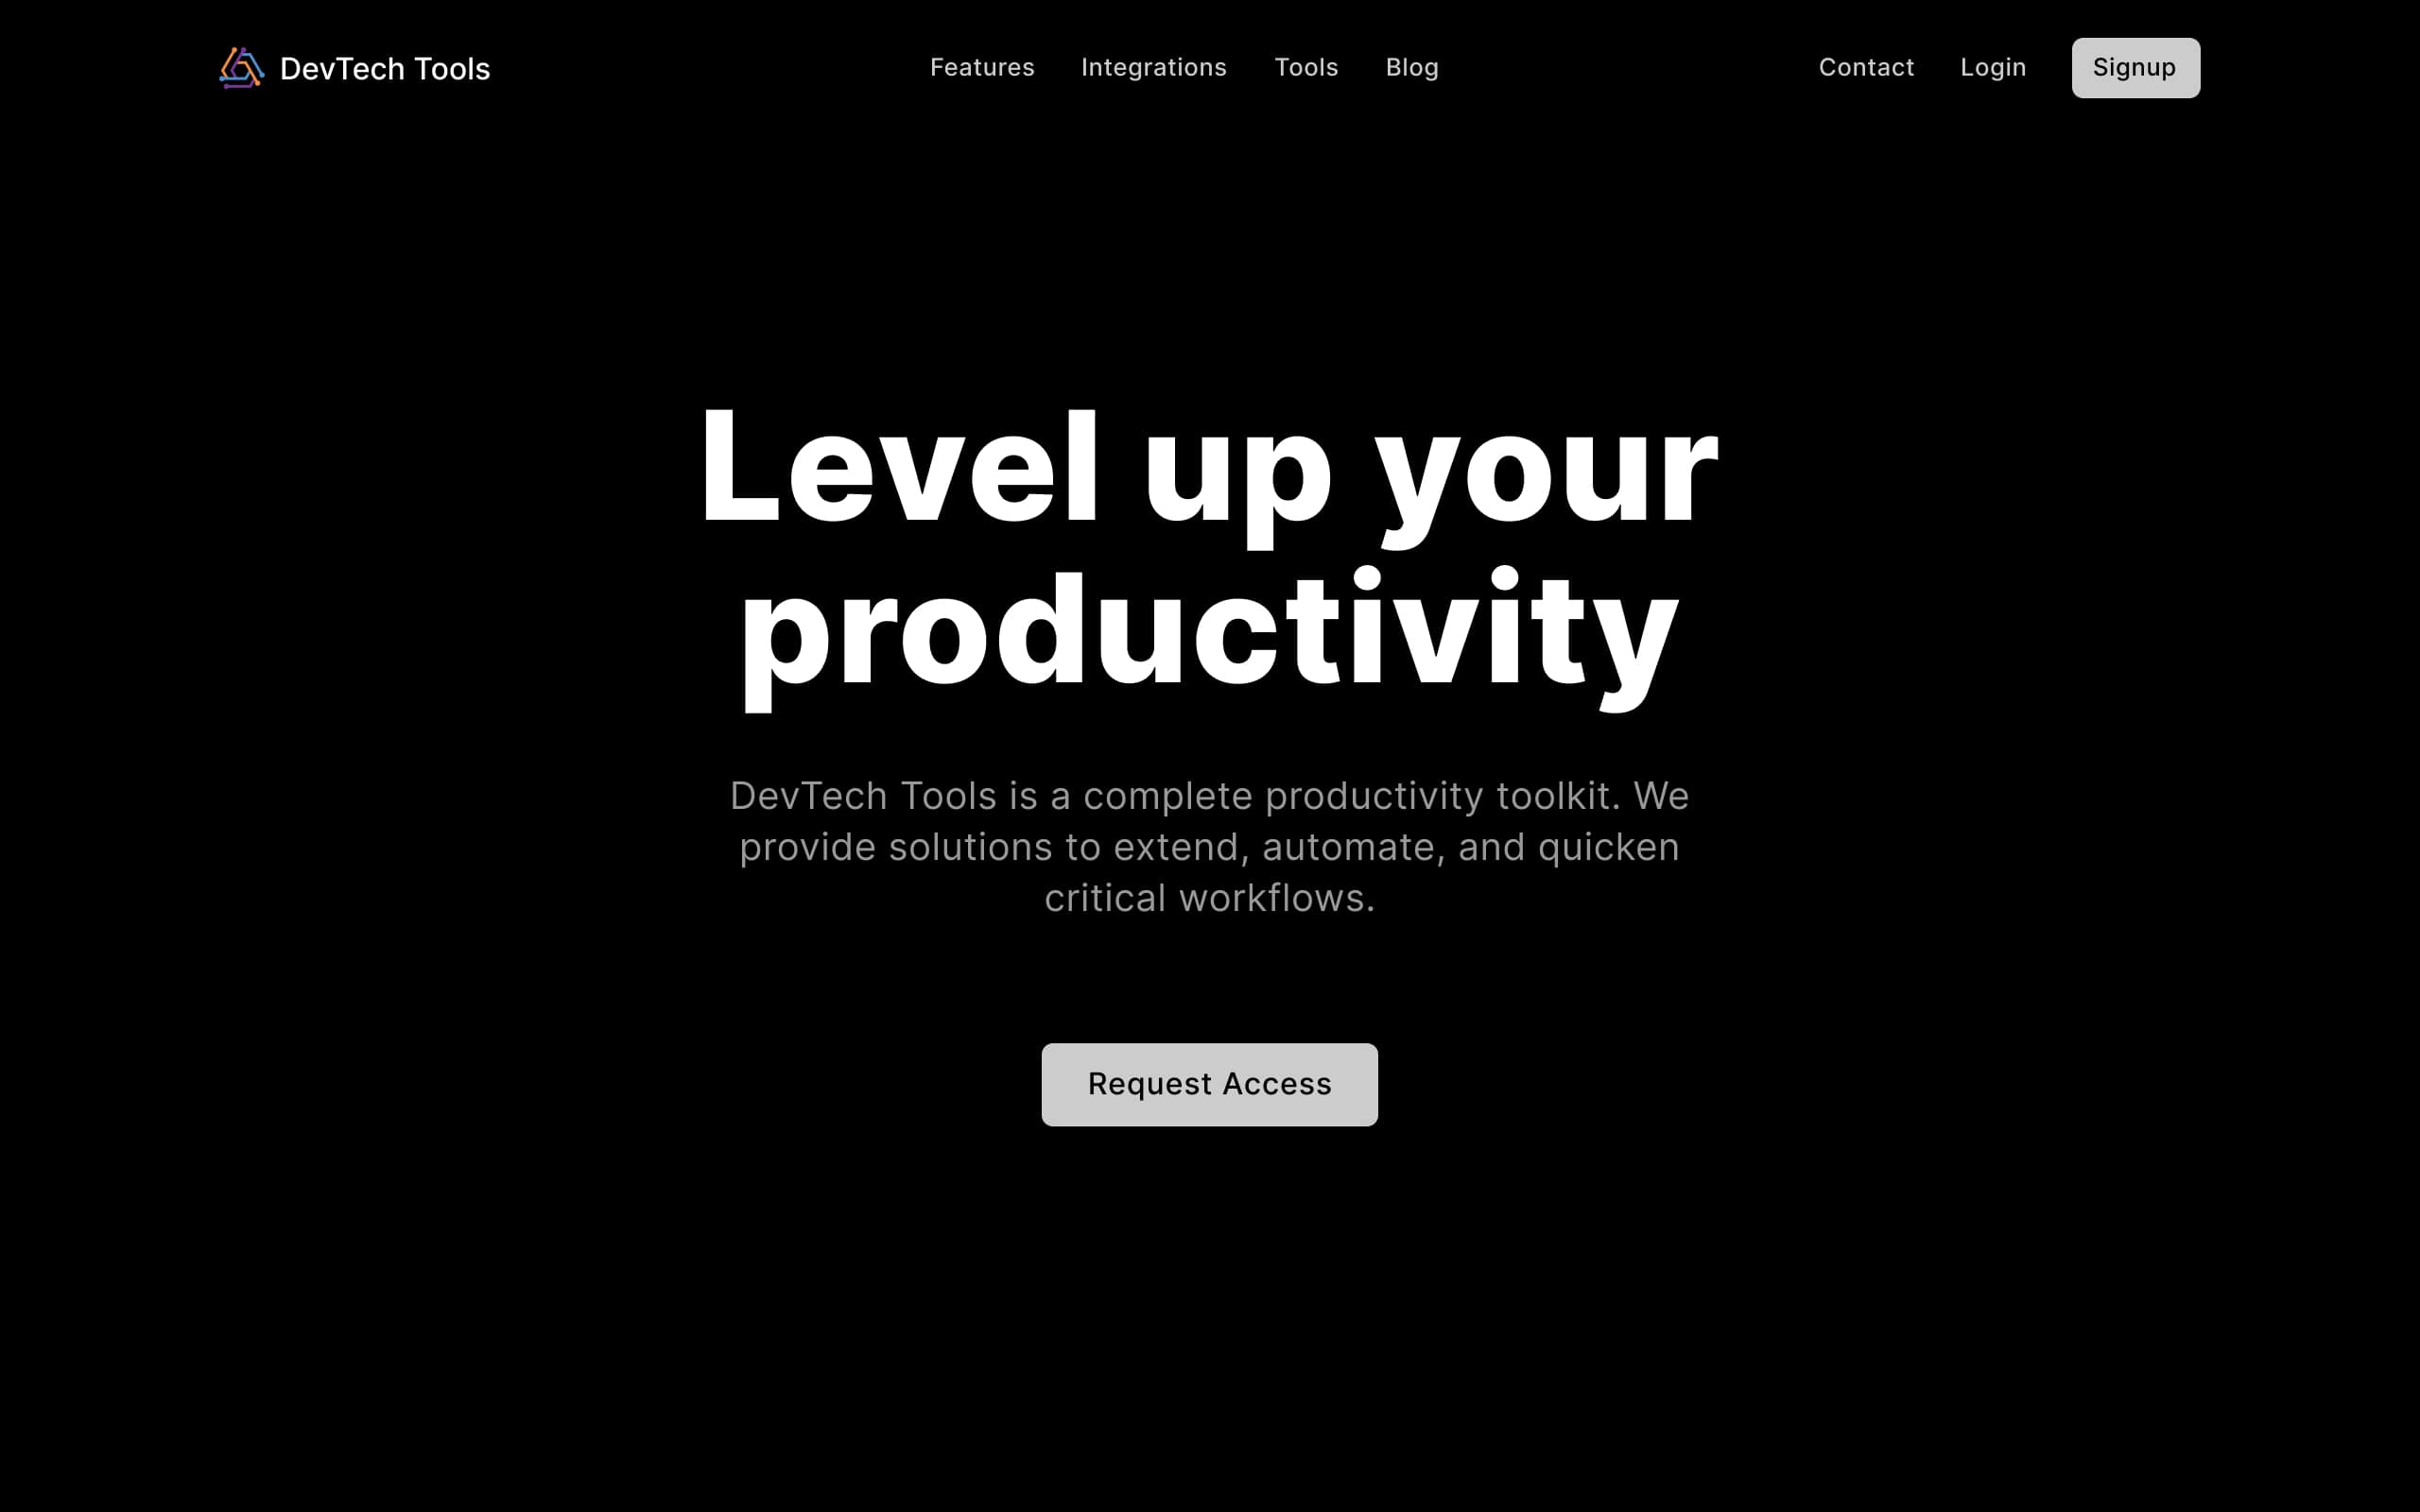 DevTech Tools
Features Integrations Tools Blog
Contact Login Signup
Level up your
productivity
DevTech Tools is a complete productivity toolkit. We
provide solutions to extend, automate, and quicken
critical workflows.
Request Access